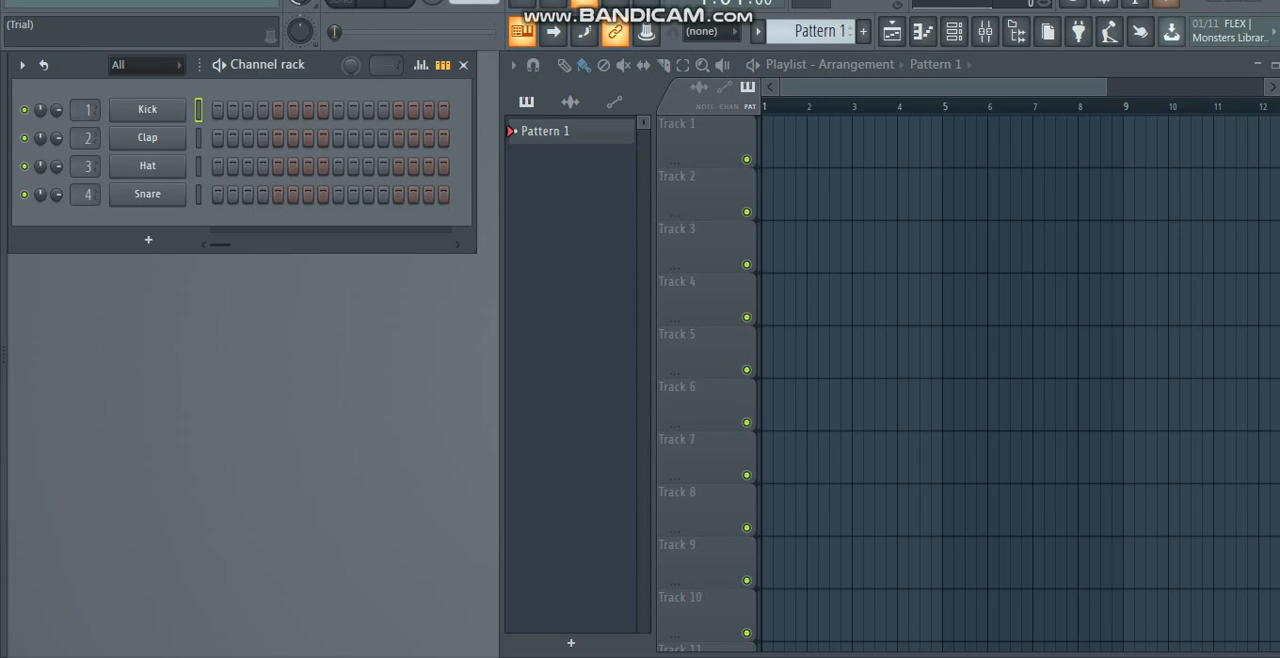 WWW.BANDICAM.COM
(Trial)
(none)
Pattern 1
+
01/11 FLEX |
Monsters Librar..
All
Channel rack
Playlist - Arrangement
Pattern 1
NOTE CHAN PAT
1 2 3 4 5 6 7 8 9 10 11 12
1 Kick
2 Clap
3 Hat
4 Snare
+
Pattern 1
Track 1
...
Track 2
...
Track 3
...
Track 4
...
Track 5
...
Track 6
...
Track 7
...
Track 8
...
Track 9
...
Track 10
...
+